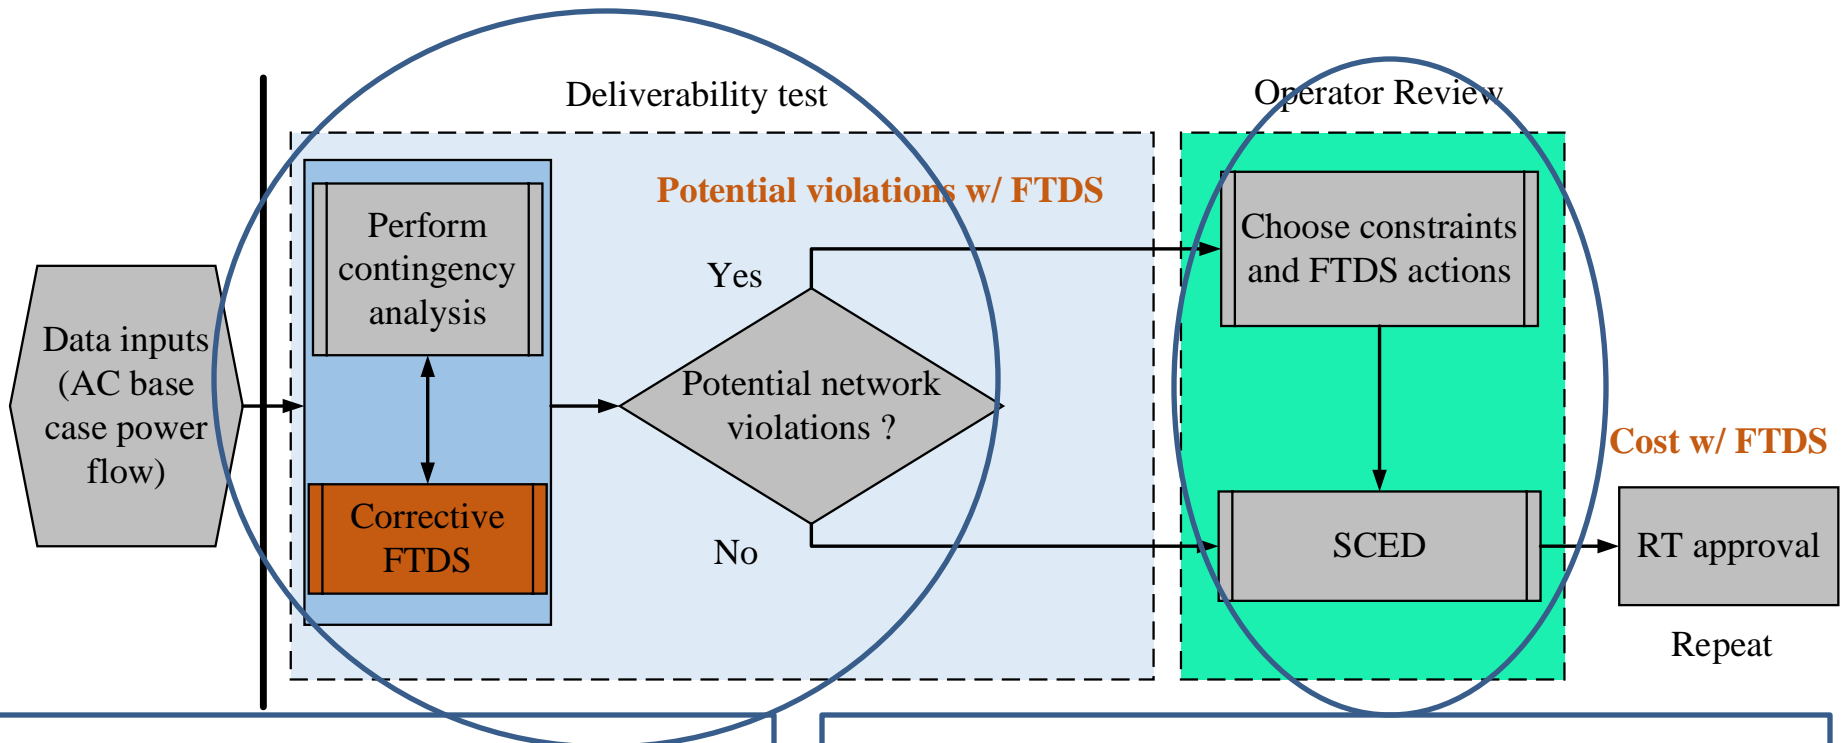 Deliverability test
Operator Review
Potential violations w/ FTDS
Perform
contingency
analysis
Choose constraints
and FTDS actions
Yes
Data inputs
(AC base
case power
flow)
Potential network
violations ?
Cost w/ FTDS
Corrective
FTDS
No
SCED
RT approval
Repeat